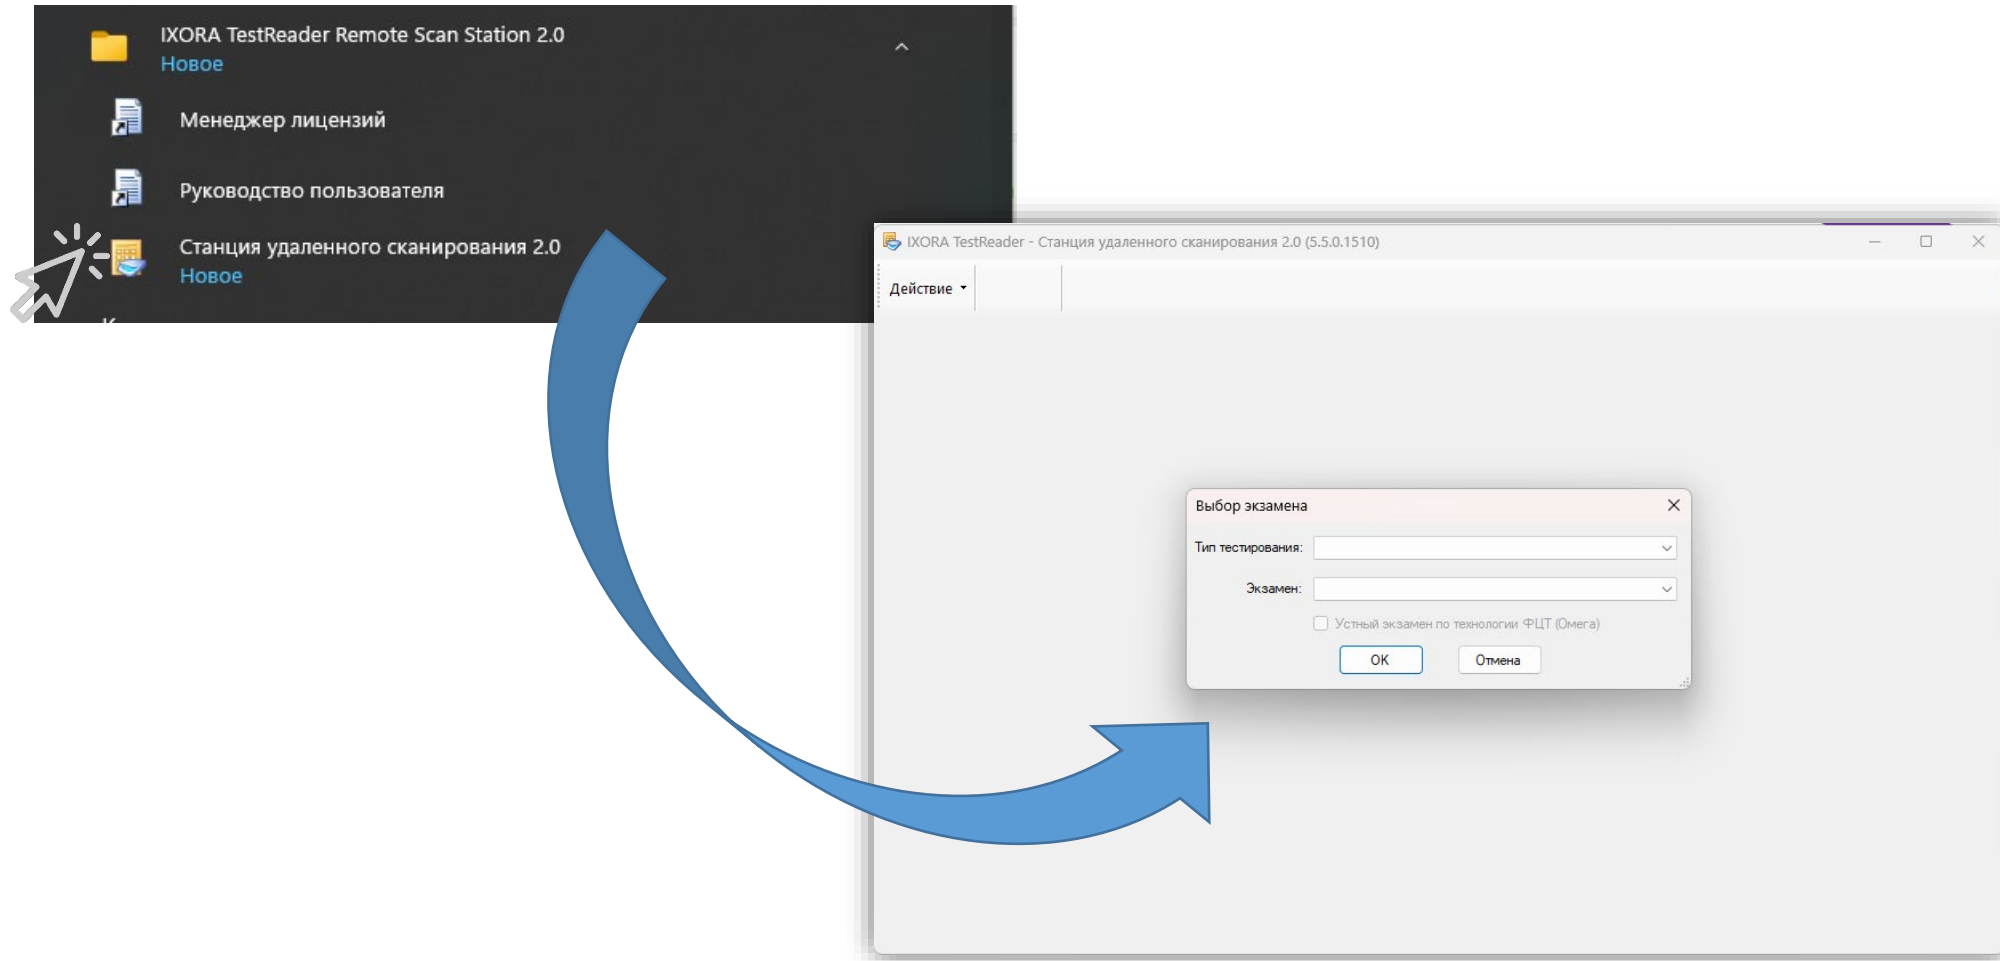 IXORA TestReader Remote Scan Station 2.0
Новое
Менеджер лицензий
Руководство пользователя
Станция удаленного сканирования 2.0
Новое
IXORA TestReader - Станция удаленного сканирования 2.0 (5.5.0.1510)
Действие
Выбор экзамена
Тип тестирования:
Экзамен:
Устный экзамен по технологии ФЦТ (Омега)
OK
Отмена